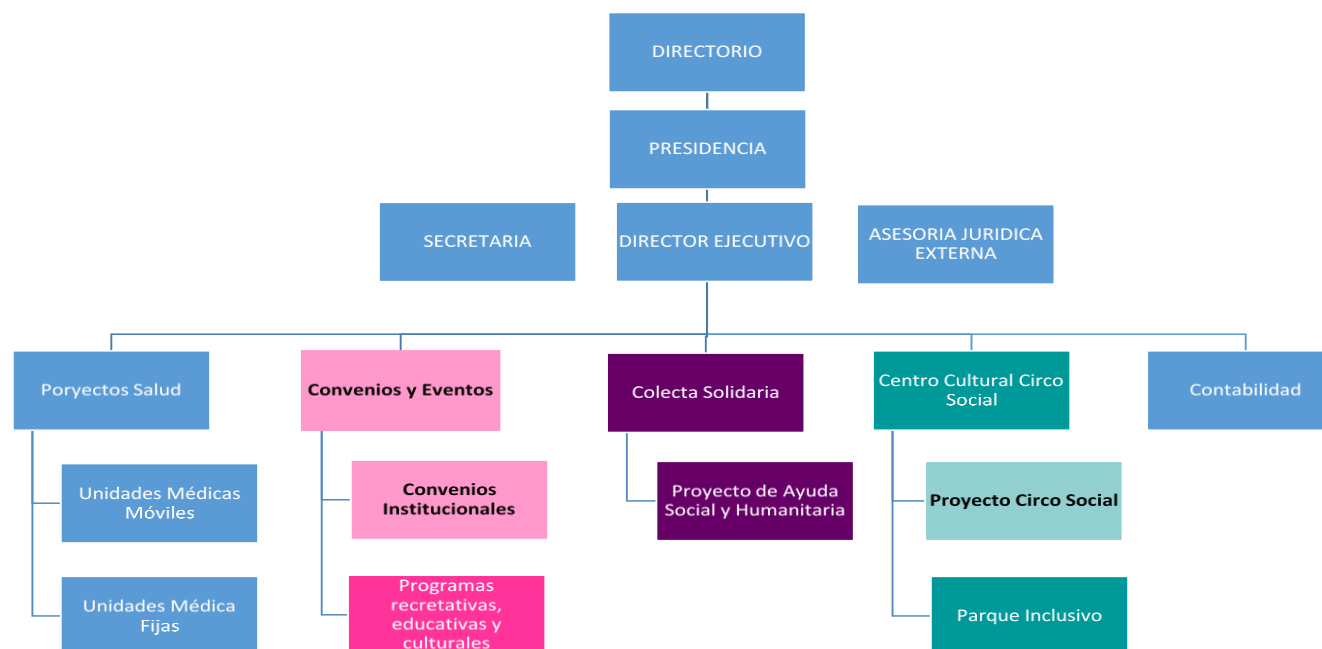 DIRECTORIO
PRESIDENCIA
SECRETARIA
DIRECTOR EJECUTIVO
ASESORIA JURIDICA
EXTERNA
Poryectos Salud
Convenios y Eventos
Colecta Solidaria
Centro Cultural Circo
Social
Contabilidad
Unidades Médicas
Móviles
Convenios
Institucionales
Proyecto de Ayuda
Social y Humanitaria
Proyecto Circo Social
Unidades Médica
Fijas
Programas
recretativas,
educativas y
culturales
Parque Inclusivo